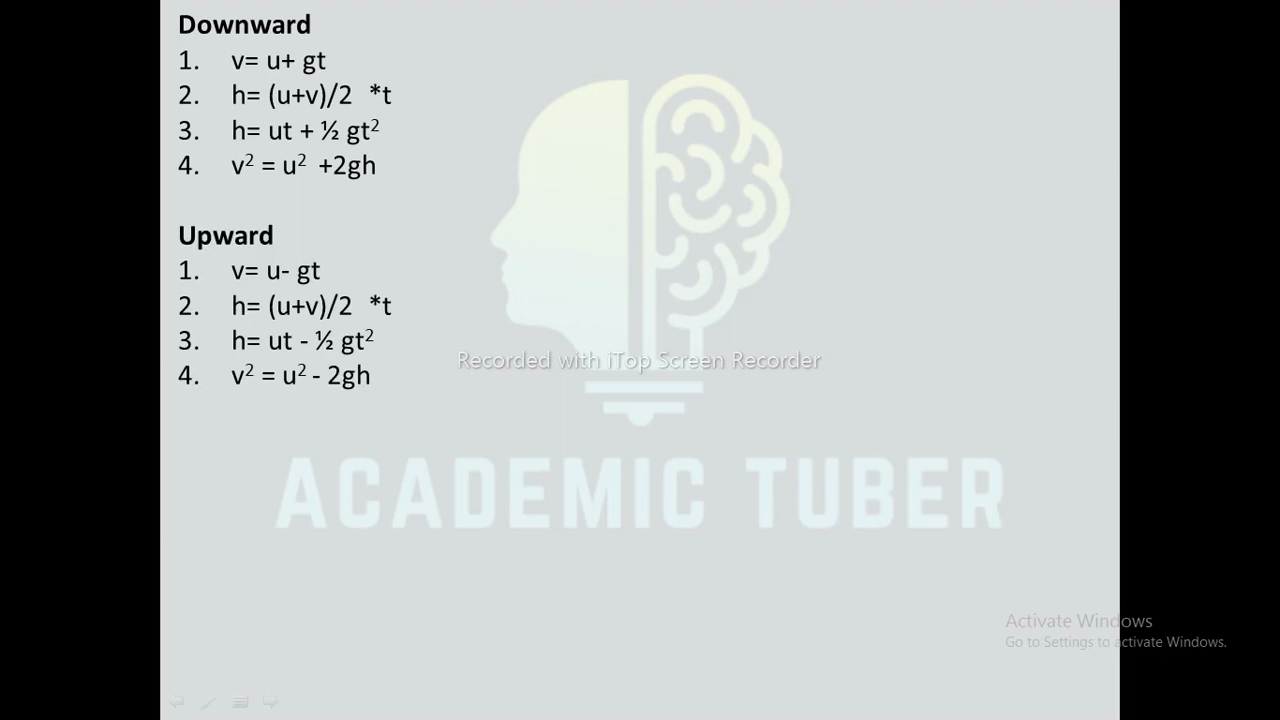 Downward
1. v= u+ gt
2. h= (u+v)/2 *t
3. h= ut + ½ gt²
4. v² = u² +2gh
Upward
1. v= u- gt
2. h= (u+v)/2 *t
3. h= ut - ½ gt²
4. v² = u² - 2gh
Recorded with iTop Screen Recorder
ACADEMIC TUBER
Activate Windows
Go to Settings to activate Windows.